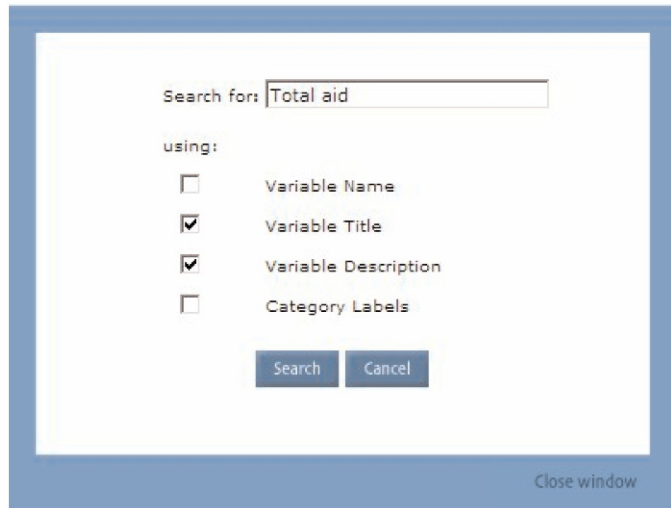 Search for: Total aid
using:
Variable Name
Variable Title
Variable Description
Category Labels
Search Cancel
Close window